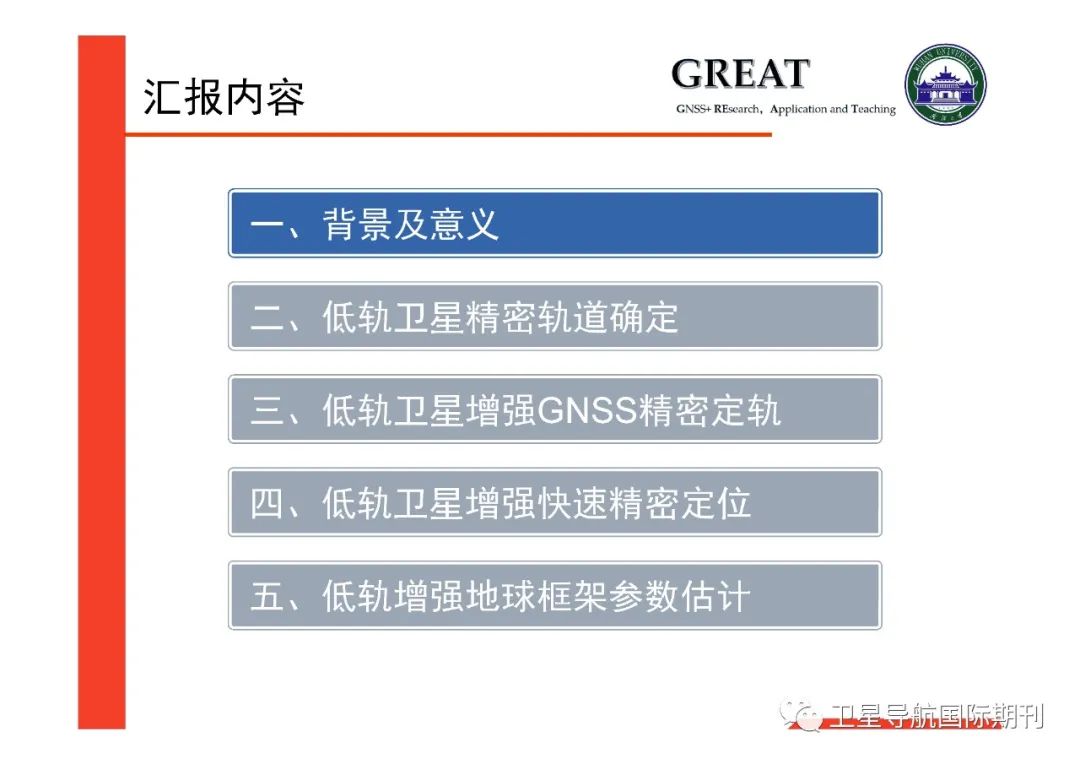 汇报内容
GREAT
GNSS+ REsearch, Application and Teaching
WUHAN UNIVERSITY
一、背景及意义
二、低轨卫星精密轨道确定
三、低轨卫星增强GNSS精密定轨
四、低轨卫星增强快速精密定位
五、低轨增强地球框架参数估计
卫星导航国际期刊